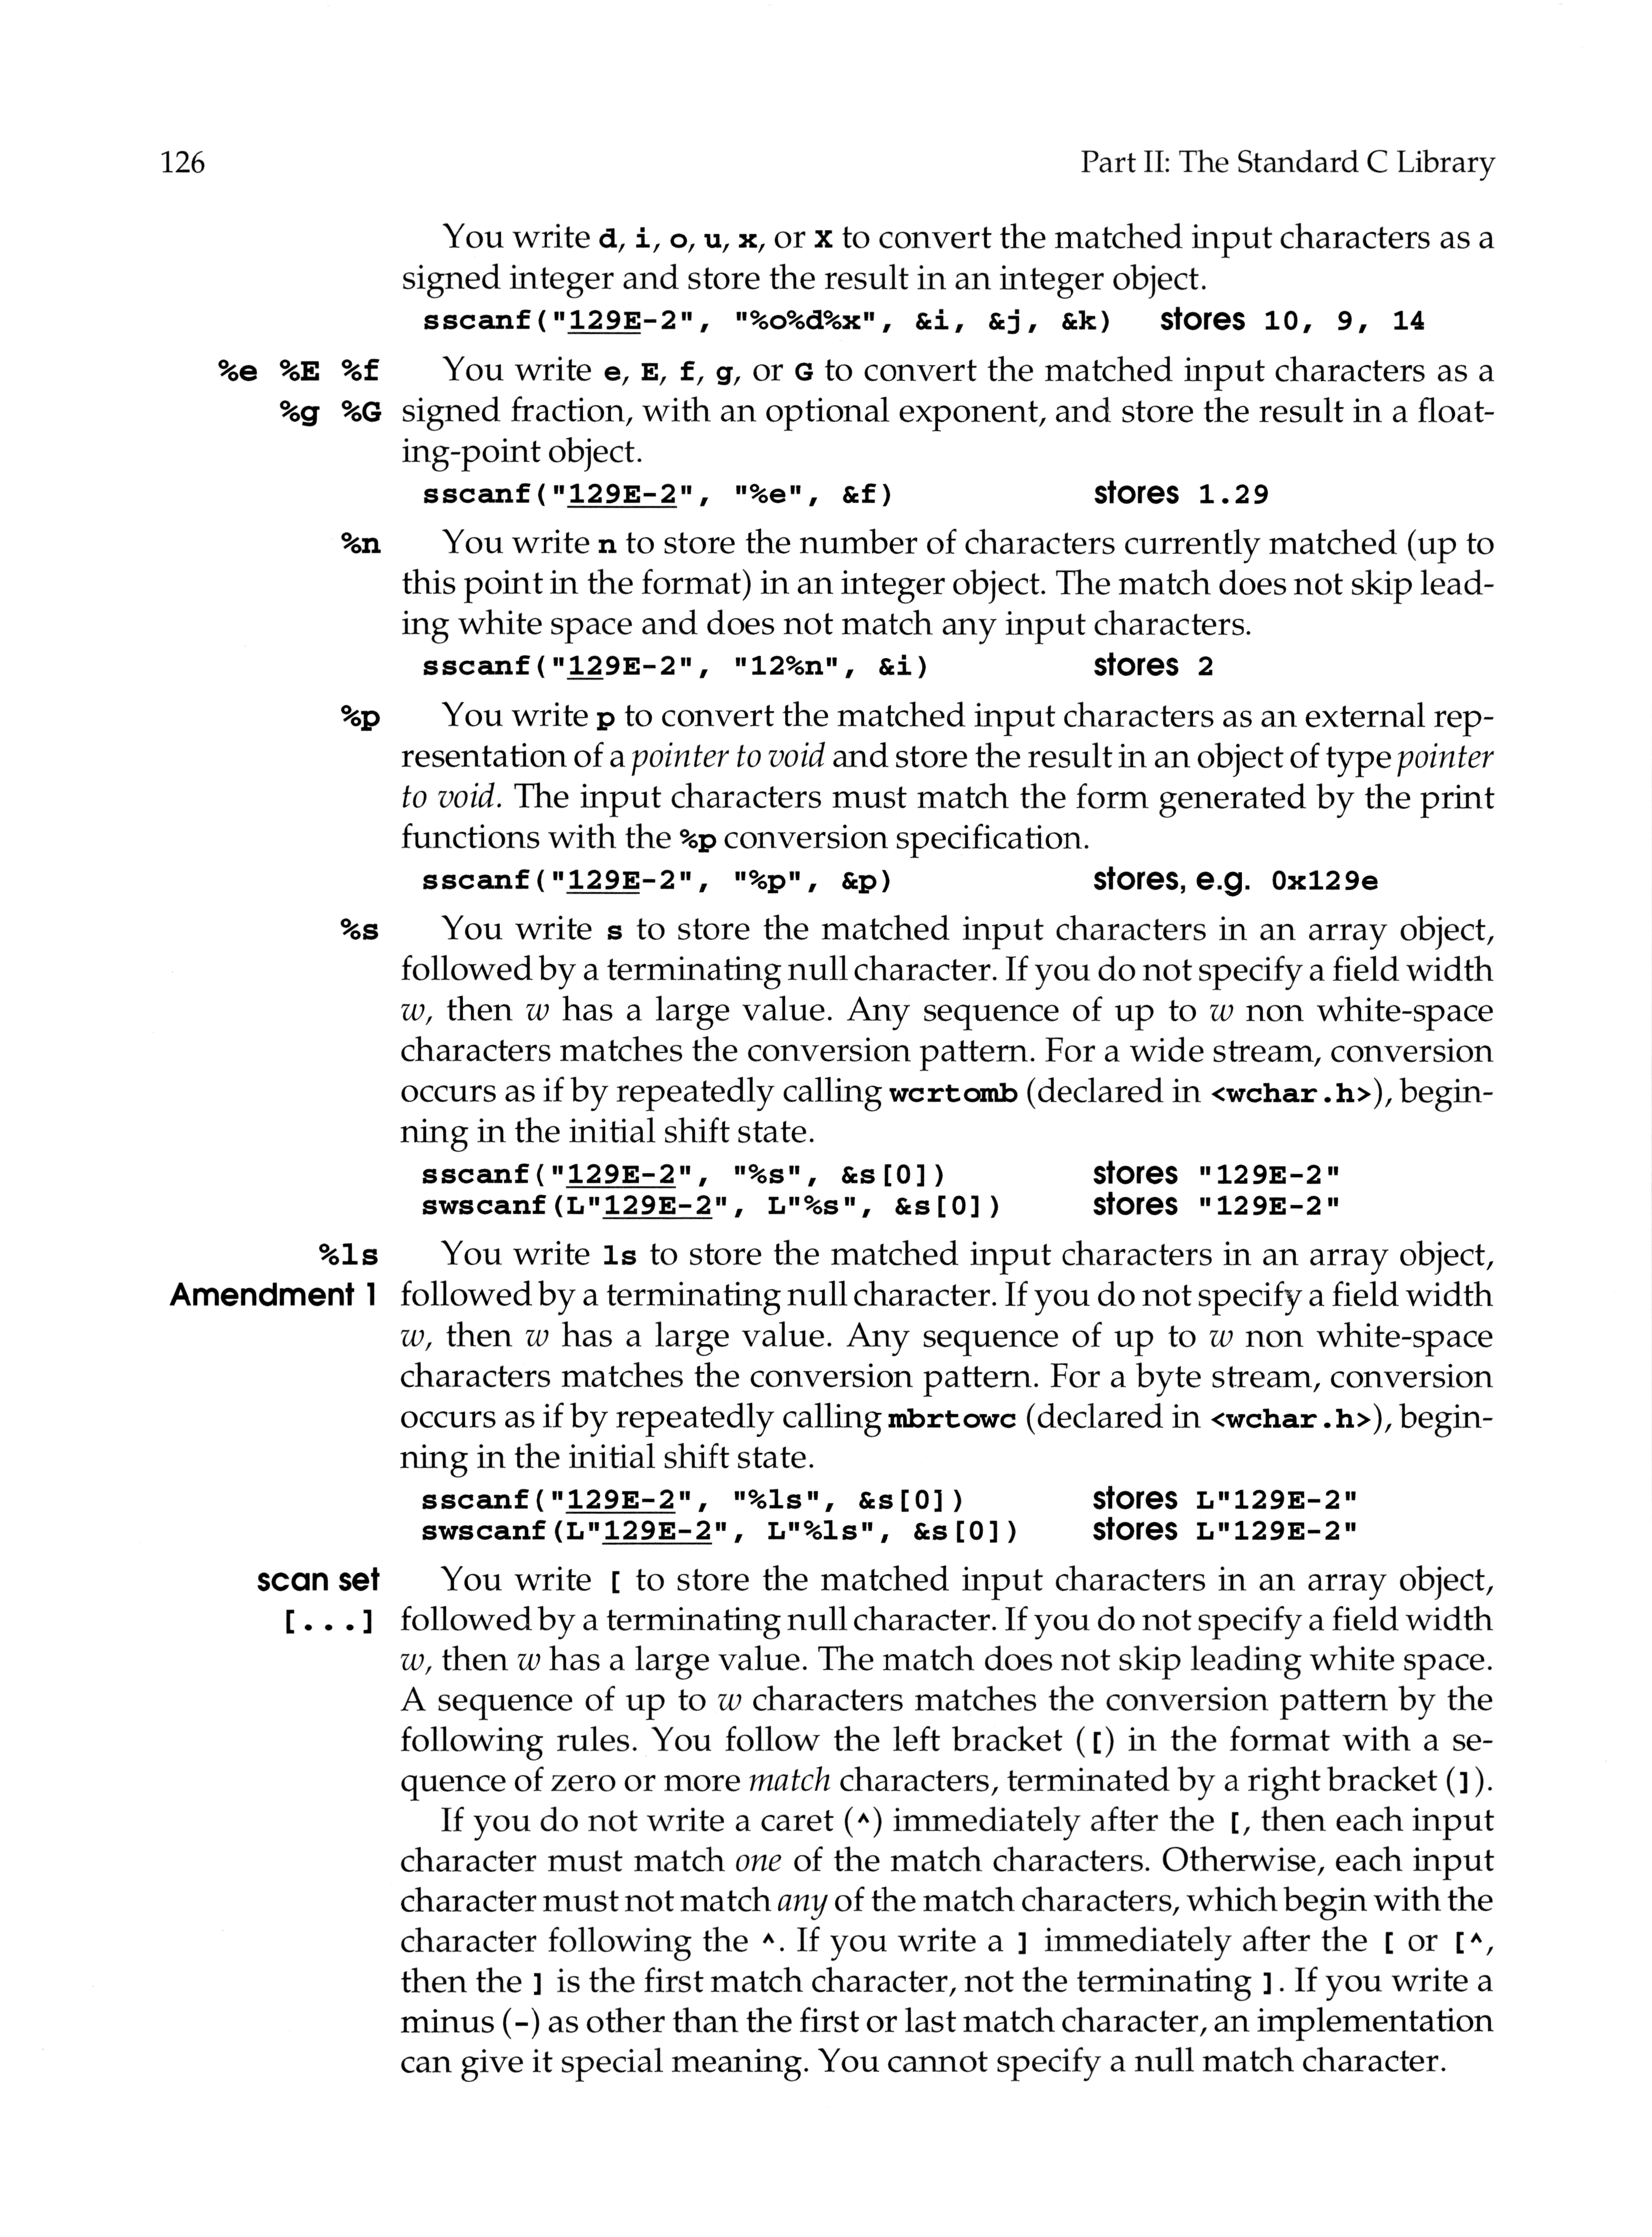 126 Part II: The Standard C Library
You write d, i, o, u, x, or X to convert the matched input characters as a
signed integer and store the result in an integer object.
sscanf("129E-2", "%o%d%x", &i, &j, &k) stores 10, 9, 14
%e %E %f You write e, E, f, g, or G to convert the matched input characters as a
%g %G signed fraction, with an optional exponent, and store the result in a float-
ing-point object.
sscanf("129E-2", "%e", &f) stores 1.29
%n You write n to store the number of characters currently matched (up to
this point in the format) in an integer object. The match does not skip lead-
ing white space and does not match any input characters.
sscanf("129E-2", "12%n", &i) stores 2
%p You write p to convert the matched input characters as an external rep-
resentation of a pointer to void and store the result in an object of type pointer
to void. The input characters must match the form generated by the print
functions with the %p conversion specification.
sscanf("129E-2", "%p", &p) stores, e.g. 0x129e
%s You write s to store the matched input characters in an array object,
followed by a terminating null character. If you do not specify a field width
w, then w has a large value. Any sequence of up to w non white-space
characters matches the conversion pattern. For a wide stream, conversion
occurs as if by repeatedly calling wcrtomb (declared in <wchar.h>), begin-
ning in the initial shift state.
sscanf("129E-2", "%s", &s[0]) stores "129E-2"
swscanf(L"129E-2", L"%s", &s[0]) stores "129E-2"
%ls You write ls to store the matched input characters in an array object,
Amendment 1 followed by a terminating null character. If you do not specify a field width
w, then w has a large value. Any sequence of up to w non white-space
characters matches the conversion pattern. For a byte stream, conversion
occurs as if by repeatedly calling mbrtowc (declared in <wchar.h>), begin-
ning in the initial shift state.
sscanf("129E-2", "%ls", &s[0]) stores L"129E-2"
swscanf(L"129E-2", L"%ls", &s[0]) stores L"129E-2"
scan set You write [ to store the matched input characters in an array object,
[...] followed by a terminating null character. If you do not specify a field width
w, then w has a large value. The match does not skip leading white space.
A sequence of up to w characters matches the conversion pattern by the
following rules. You follow the left bracket ([) in the format with a se-
quence of zero or more match characters, terminated by a right bracket (]).
If you do not write a caret (^) immediately after the [, then each input
character must match one of the match characters. Otherwise, each input
character must not match any of the match characters, which begin with the
character following the ^. If you write a ] immediately after the [ or [^,
then the ] is the first match character, not the terminating ]. If you write a
minus (-) as other than the first or last match character, an implementation
can give it special meaning. You cannot specify a null match character.